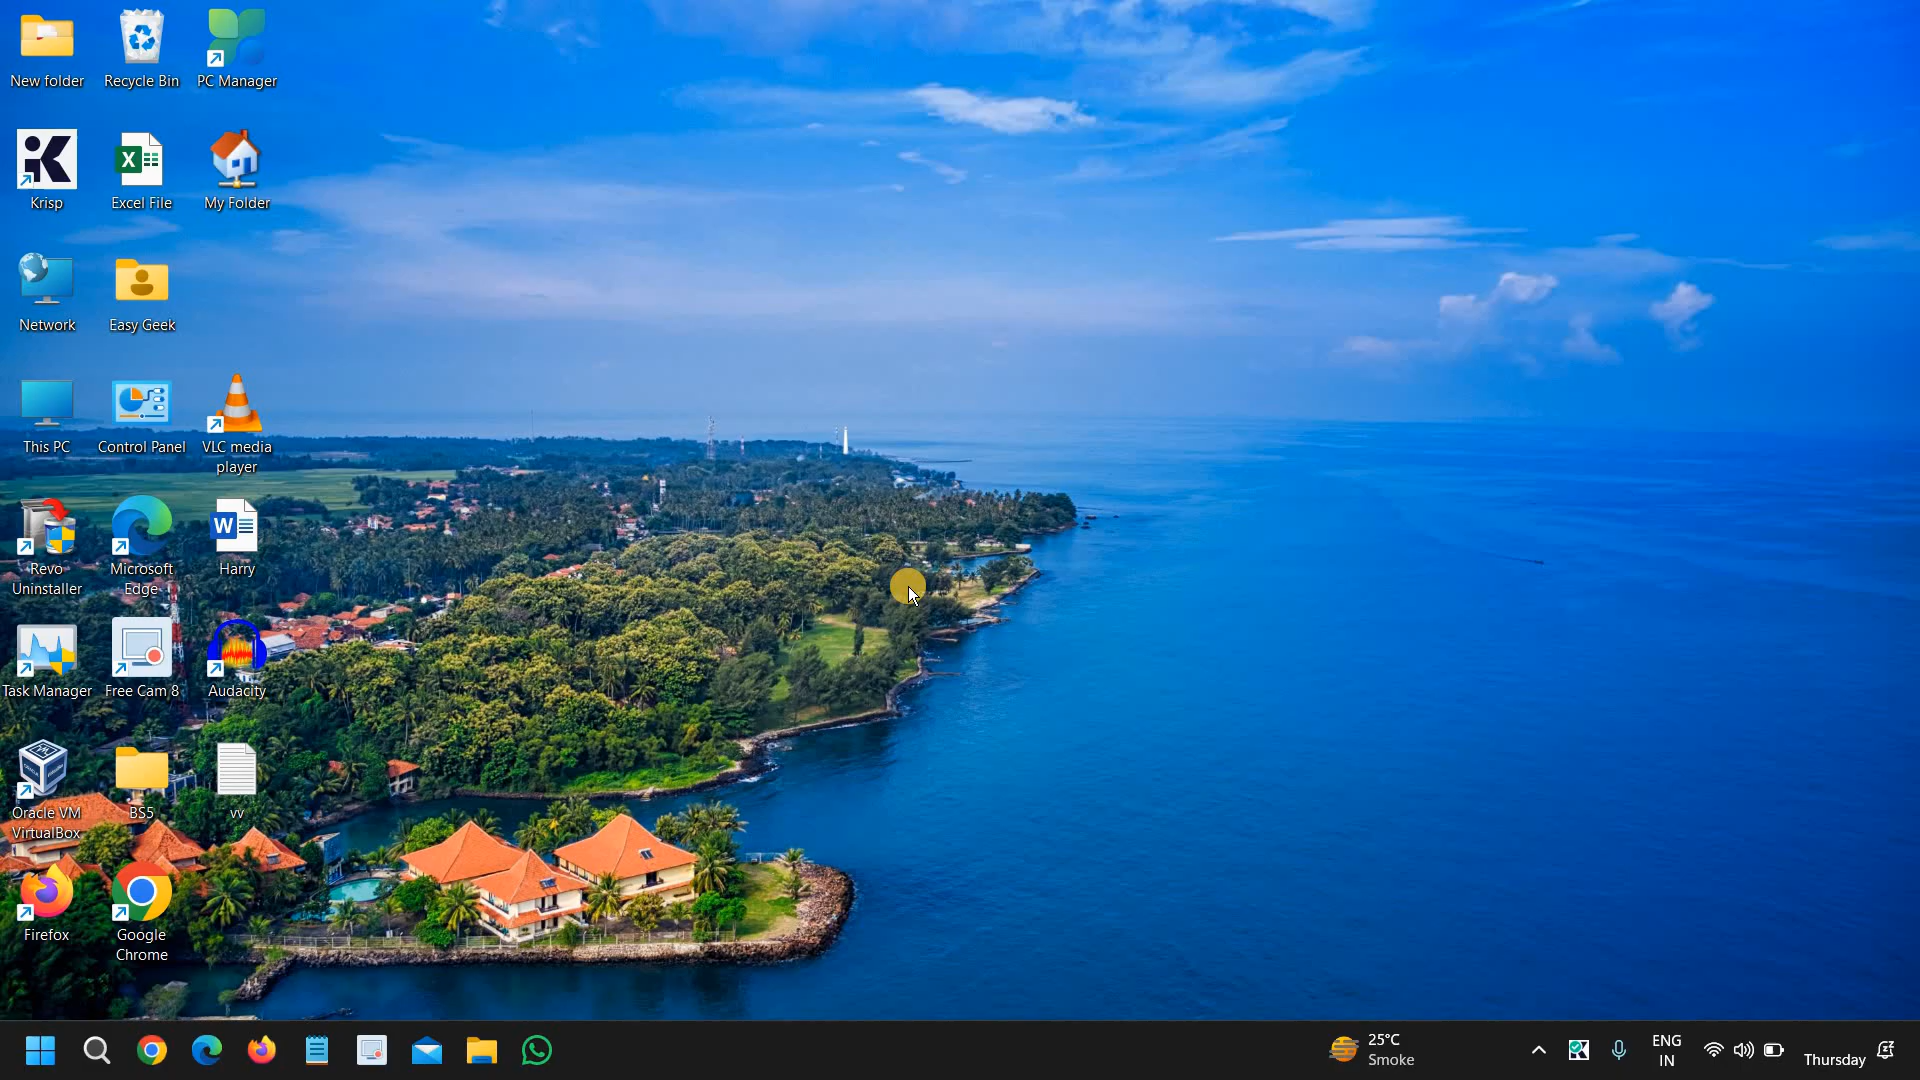 New folder
Recycle Bin
PC Manager
Krisp
Excel File
My Folder
Network
Easy Geek
This PC
Control Panel
VLC media
player
Revo
Uninstaller
Microsoft
Edge
Harry
Task Manager
Free Cam 8
Audacity
Oracle VM
VirtualBox
BS5
vv
Firefox
Google
Chrome
25°C
Smoke
ENG
IN
Thursday